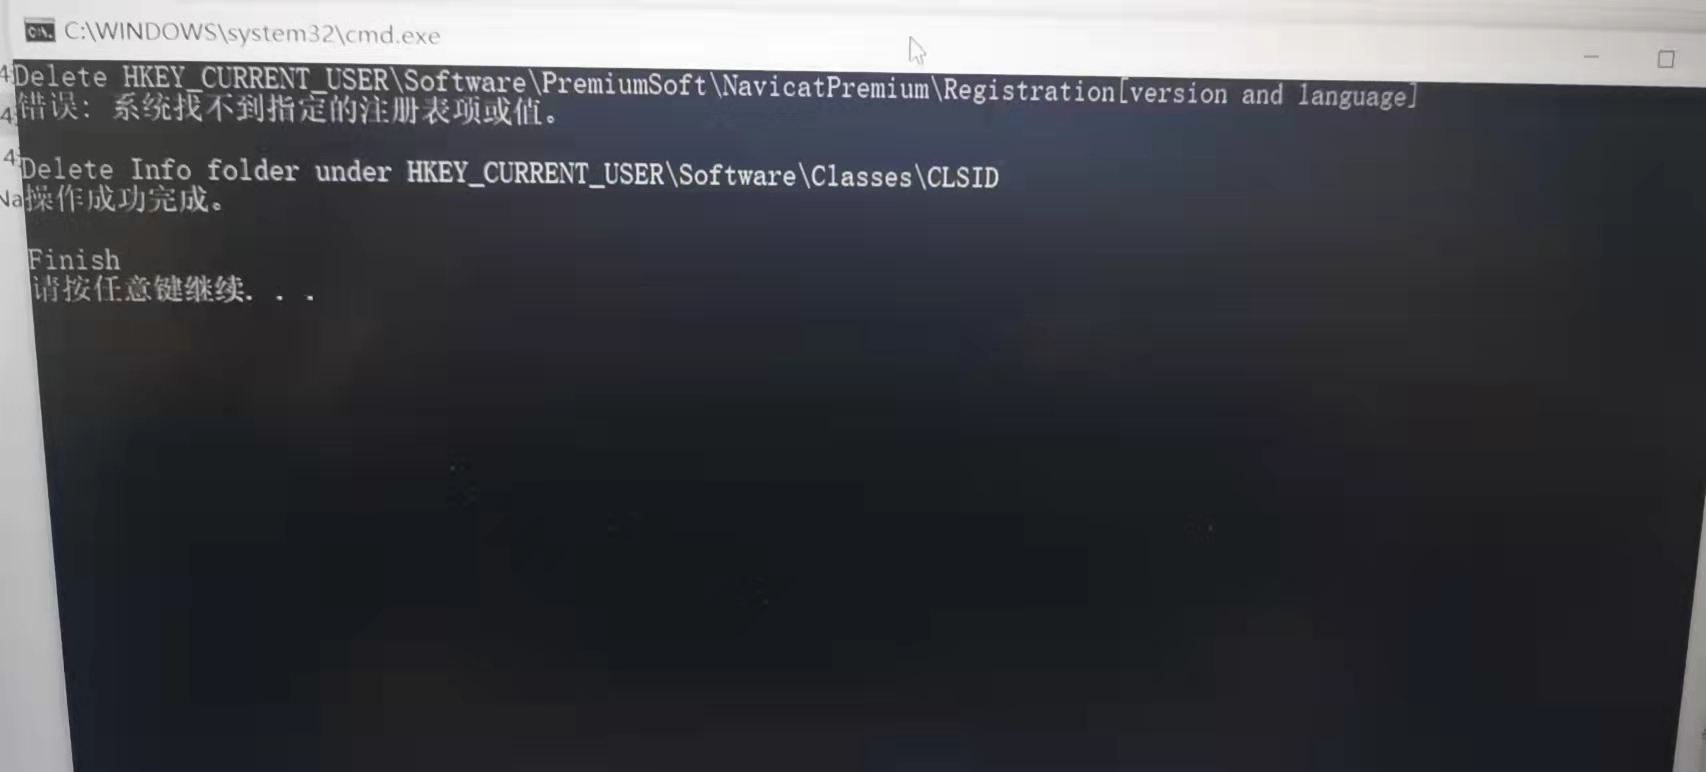 C:\WINDOWS\system32\cmd.exe
Delete HKEY_CURRENT_USER\Software\PremiumSoft\NavicatPremium\Registration[version and language]
错误: 系统找不到指定的注册表项或值。
Delete Info folder under HKEY_CURRENT_USER\Software\Classes\CLSID
操作成功完成。
Finish
请按任意键继续. . .